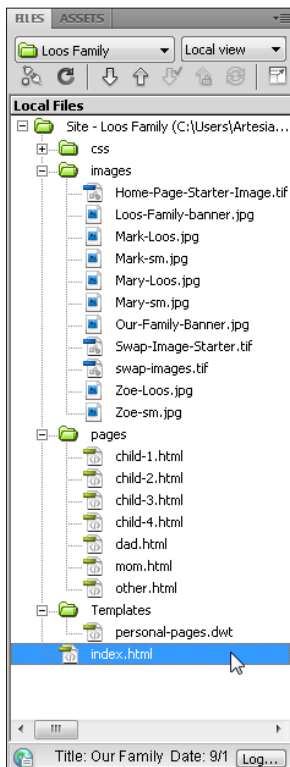 FILES ASSETS
Loos Family Local view
Local Files
Site - Loos Family (C:\Users\Artesia...
css
images
Home-Page-Starter-Image.tif
Loos-Family-banner.jpg
Mark-Loos.jpg
Mark-sm.jpg
Mary-Loos.jpg
Mary-sm.jpg
Our-Family-Banner.jpg
Swap-Image-Starter.tif
swap-images.tif
Zoe-Loos.jpg
Zoe-sm.jpg
pages
child-1.html
child-2.html
child-3.html
child-4.html
dad.html
mom.html
other.html
Templates
personal-pages.dwt
index.html
Title: Our Family Date: 9/1 Log...